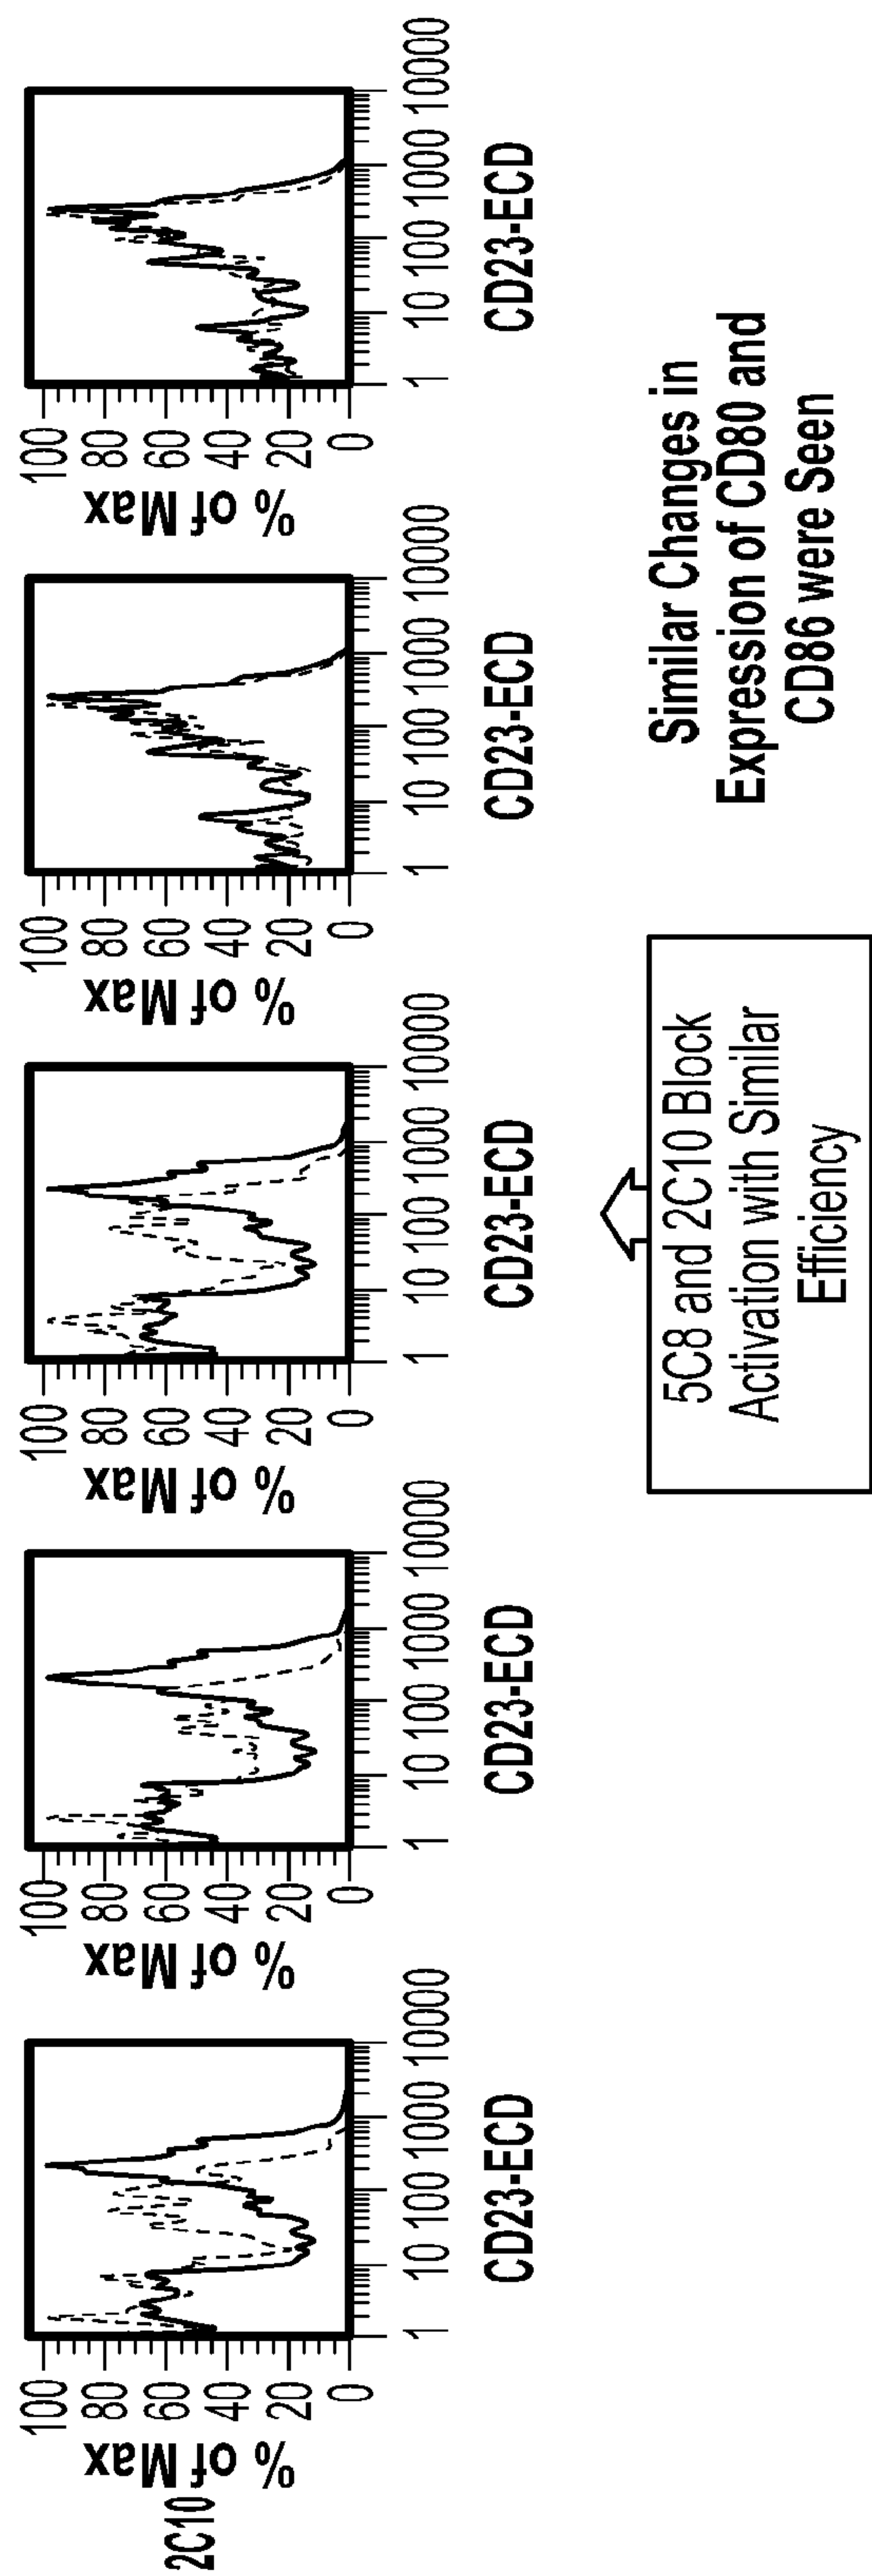 2C10
% of Max
100
80
60
40
20
0
1 10 100 1000 10000
CD23-ECD
% of Max
100
80
60
40
20
0
1 10 100 1000 10000
CD23-ECD
% of Max
100
80
60
40
20
0
1 10 100 1000 10000
CD23-ECD
% of Max
100
80
60
40
20
0
1 10 100 1000 10000
CD23-ECD
% of Max
100
80
60
40
20
0
1 10 100 1000 10000
CD23-ECD
5C8 and 2C10 Block
Activation with Similar
Efficiency
Similar Changes in
Expression of CD80 and
CD86 were Seen